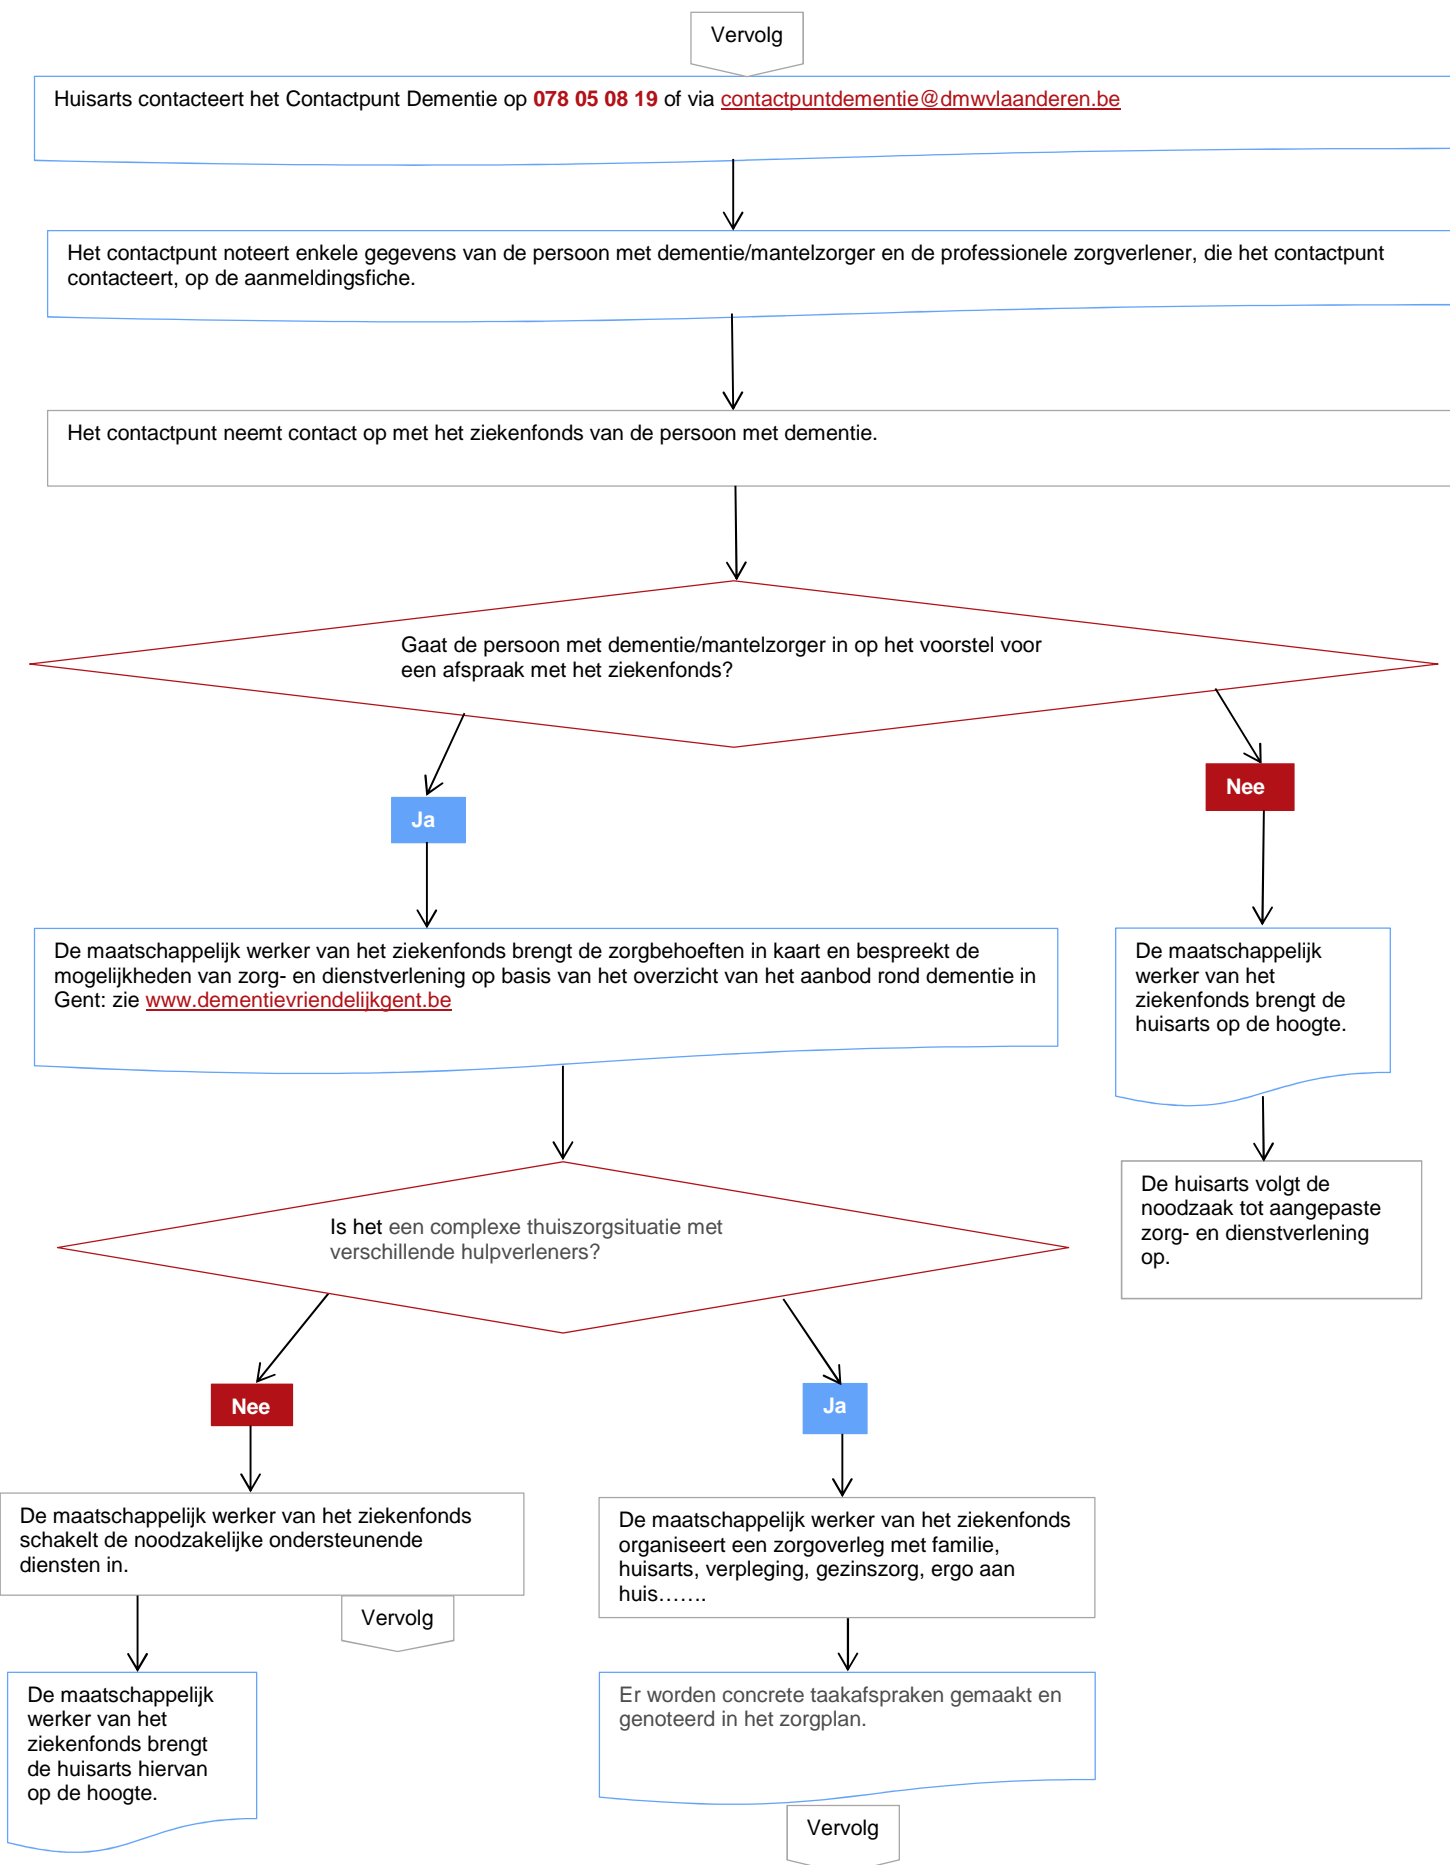 Vervolg
Huisarts contacteert het Contactpunt Dementie op 078 05 08 19 of via contactpuntdementie@dmwvlaanderen.be
Het contactpunt noteert enkele gegevens van de persoon met dementie/mantelzorger en de professionele zorgverlener, die het contactpunt
contacteert, op de aanmeldingsfiche.
Het contactpunt neemt contact op met het ziekenfonds van de persoon met dementie.
Gaat de persoon met dementie/mantelzorger in op het voorstel voor
een afspraak met het ziekenfonds?
Ja
Nee
De maatschappelijk werker van het ziekenfonds brengt de zorgbehoeften in kaart en bespreekt de
mogelijkheden van zorg- en dienstverlening op basis van het overzicht van het aanbod rond dementie in
Gent: zie www.dementievriendelijkgent.be
De maatschappelijk
werker van het
ziekenfonds brengt de
huisarts op de hoogte.
De huisarts volgt de
noodzaak tot aangepaste
zorg- en dienstverlening
op.
Is het een complexe thuiszorgsituatie met
verschillende hulpverleners?
Nee
Ja
De maatschappelijk werker van het ziekenfonds
schakelt de noodzakelijke ondersteunende
diensten in.
Vervolg
De maatschappelijk
werker van het
ziekenfonds brengt
de huisarts hiervan
op de hoogte.
De maatschappelijk werker van het ziekenfonds
organiseert een zorgoverleg met familie,
huisarts, verpleging, gezinszorg, ergo aan
huis…….
Er worden concrete taakafspraken gemaakt en
genoteerd in het zorgplan.
Vervolg